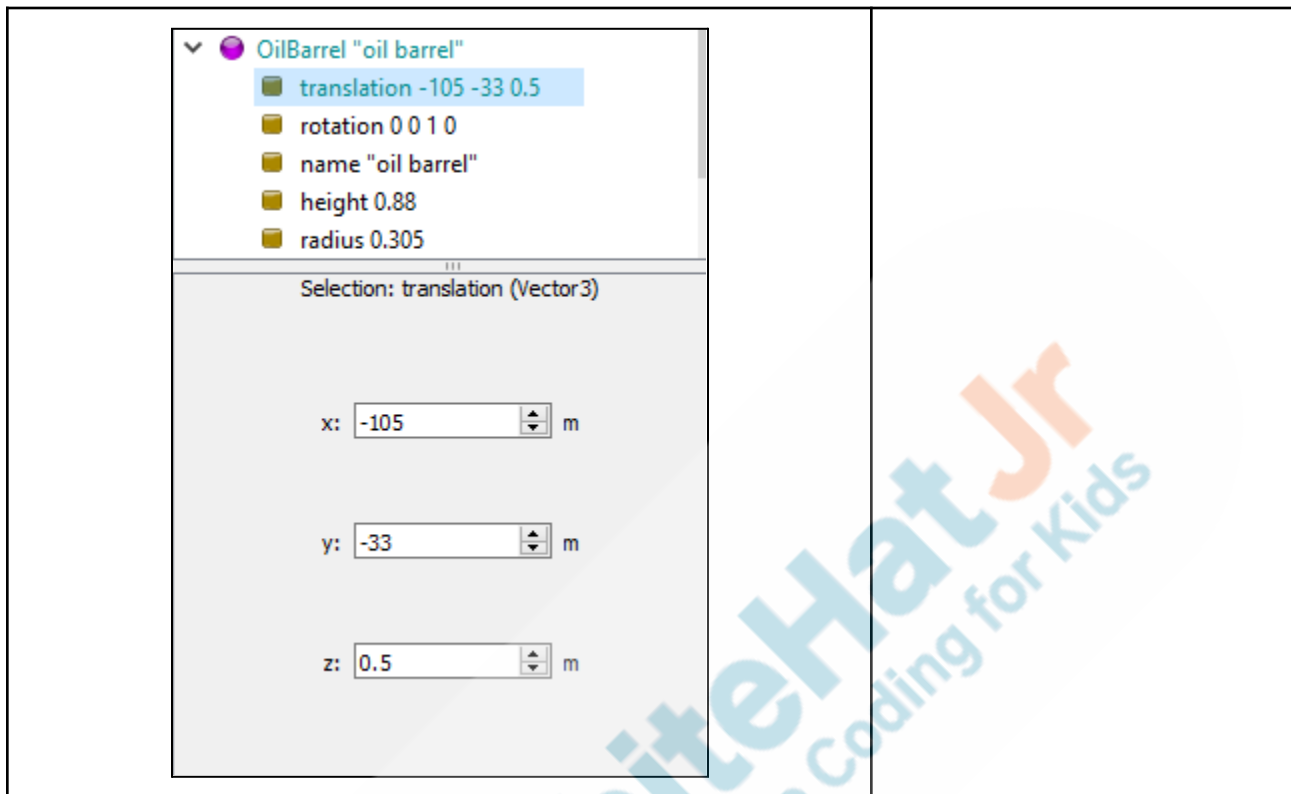 OilBarrel "oil barrel"
translation -105 -33 0.5
rotation 0 0 1 0
name "oil barrel"
height 0.88
radius 0.305
Selection: translation (Vector3)
x: -105 m
y: -33 m
z: 0.5 m
iteHat Jr
Coding for Kids